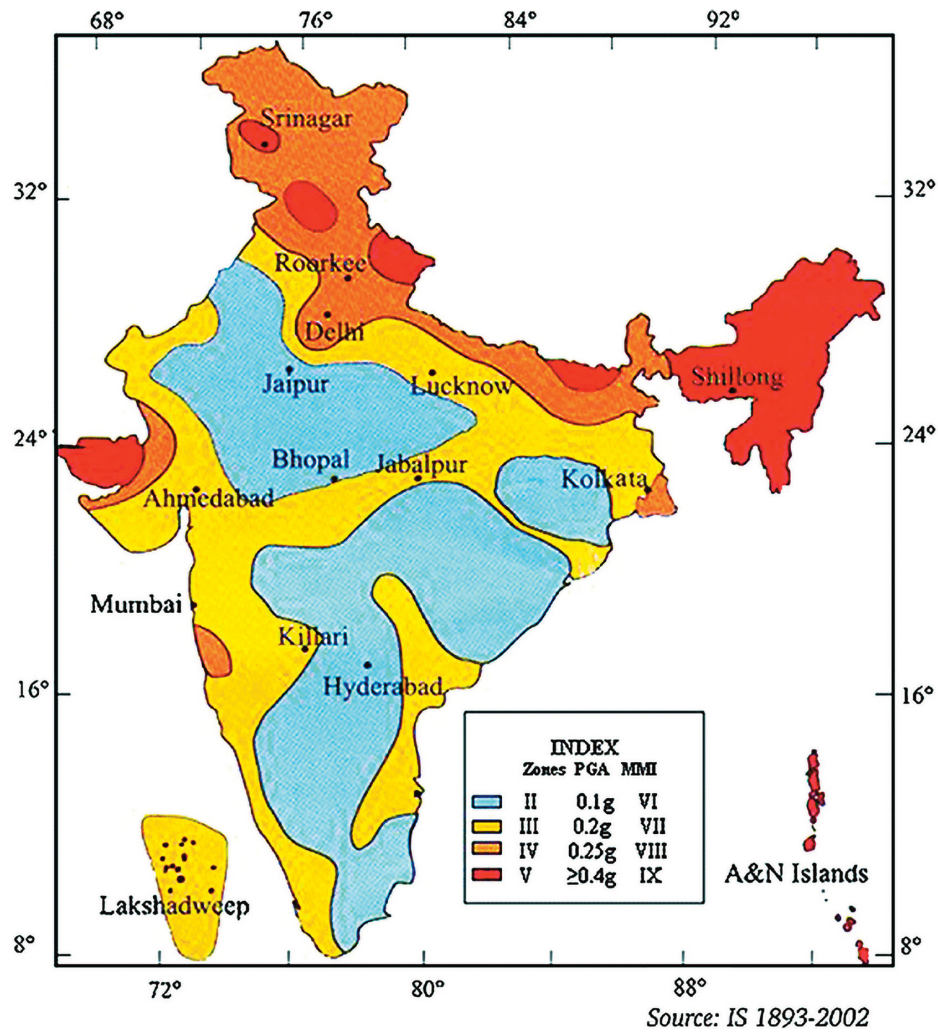 68° 76° 84° 92°
Srinagar
32° 32°
Roorkee
Delhi
Jaipur Lucknow
Shillong
24° 24°
Bhopal Jabalpur
Kolkata
Ahmedabad
Mumbai
Killari
Hyderabad
16° 16°
INDEX
Zones PGA MMI
II 0.1g VI
III 0.2g VII
IV 0.25g VIII
V ≥0.4g IX
A&N Islands
Lakshadweep
8° 8°
72° 80° 88°
Source: IS 1893-2002